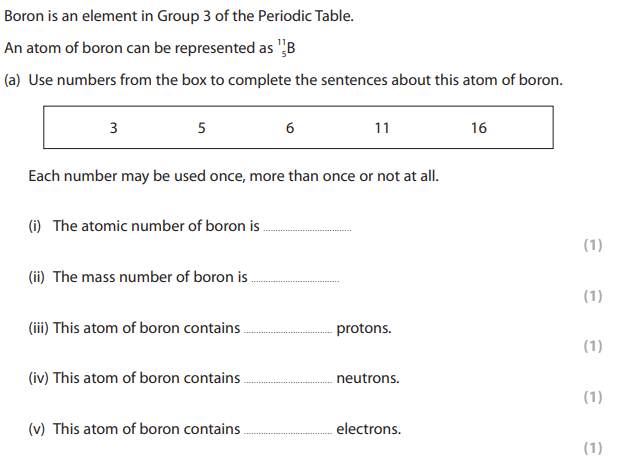 Boron is an element in Group 3 of the Periodic Table.
An atom of boron can be represented as ¹¹₅B
(a) Use numbers from the box to complete the sentences about this atom of boron.
3 5 6 11 16
Each number may be used once, more than once or not at all.
(i) The atomic number of boron is ..............................
(1)
(ii) The mass number of boron is ..............................
(1)
(iii) This atom of boron contains .............................. protons.
(1)
(iv) This atom of boron contains .............................. neutrons.
(1)
(v) This atom of boron contains .............................. electrons.
(1)